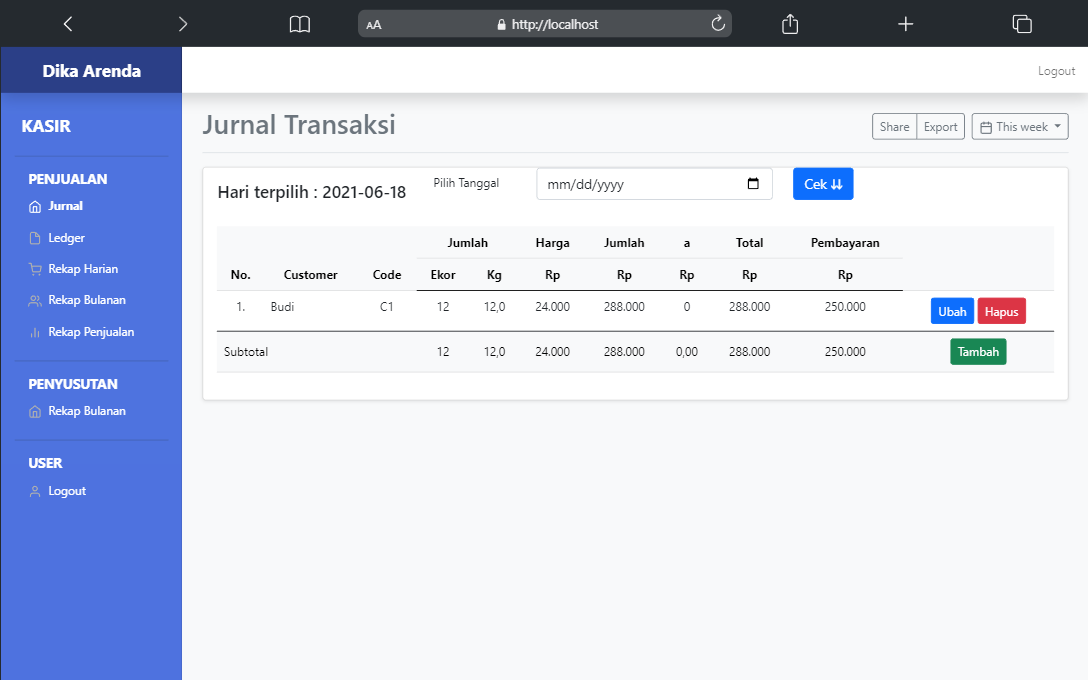 AA http://localhost
Dika Arenda
Logout
KASIR
PENJUALAN
Jurnal
Ledger
Rekap Harian
Rekap Bulanan
Rekap Penjualan
PENYUSUTAN
Rekap Bulanan
USER
Logout
Jurnal Transaksi
Share Export This week
Hari terpilih : 2021-06-18 Pilih Tanggal mm/dd/yyyy Cek
Jumlah Harga Jumlah a Total Pembayaran
No. Customer Code Ekor Kg Rp Rp Rp Rp Rp
1. Budi C1 12 12,0 24.000 288.000 0 288.000 250.000 Ubah Hapus
Subtotal 12 12,0 24.000 288.000 0,00 288.000 250.000 Tambah